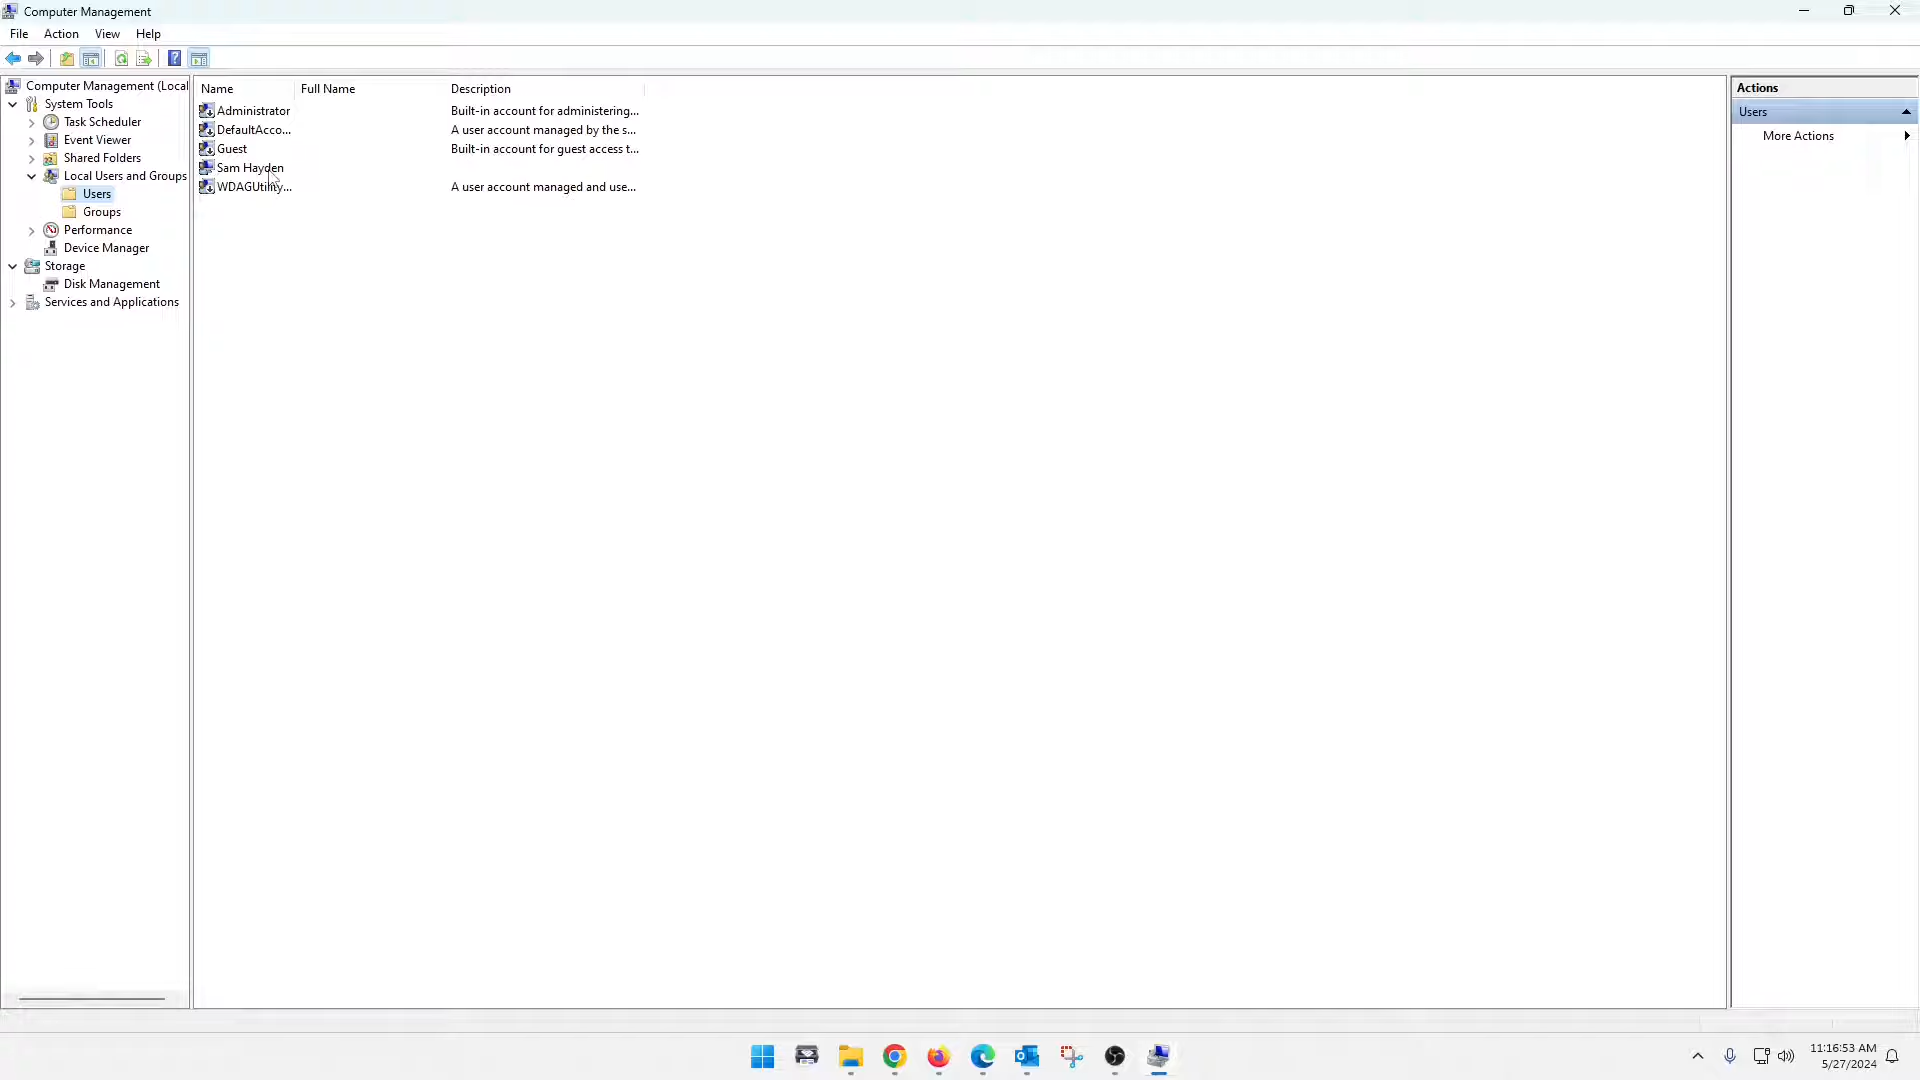 Computer Management
File Action View Help
Computer Management (Local
System Tools
Task Scheduler
Event Viewer
Shared Folders
Local Users and Groups
Users
Groups
Performance
Device Manager
Storage
Disk Management
Services and Applications
Name Full Name Description
Administrator Built-in account for administering...
DefaultAcco... A user account managed by the s...
Guest Built-in account for guest access t...
Sam Hayden
WDAGUtility... A user account managed and use...
Actions
Users
More Actions
11:16:53 AM
5/27/2024